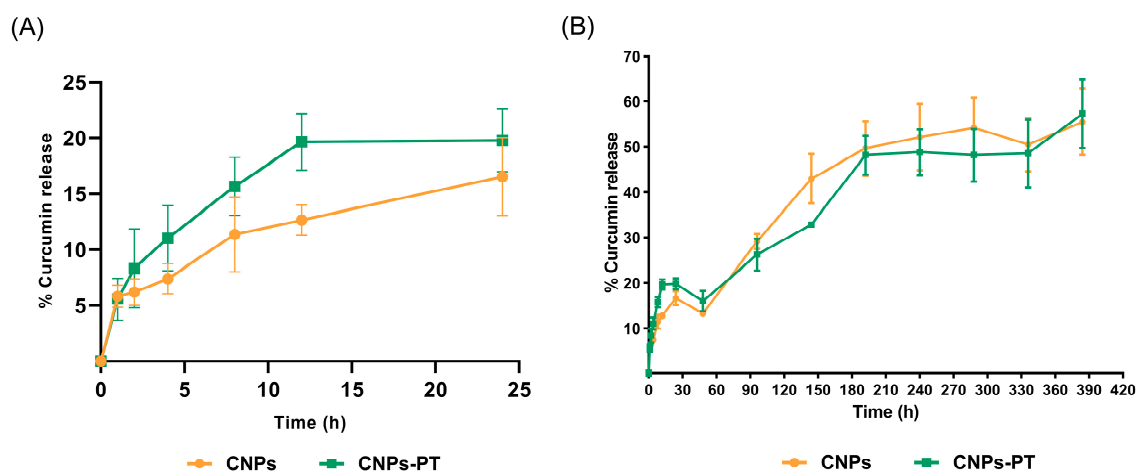 (A)
% Curcumin release
25
20
15
10
5
0 5 10 15 20 25
Time (h)
CNPs CNPs-PT
(B)
% Curcumin release
70
60
50
40
30
20
10
0 30 60 90 120 150 180 210 240 270 300 330 360 390 420
Time (h)
CNPs CNPs-PT